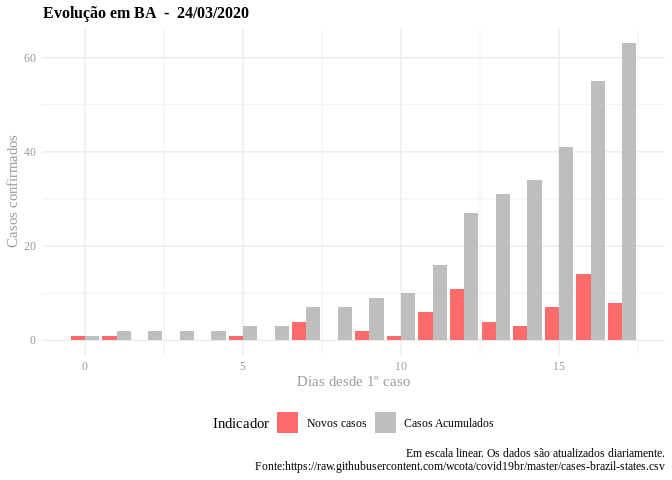 Evolução em BA  -  24/03/2020
Casos confirmados
60
40
20
0
0
5
10
15
Dias desde 1º caso
Indicador
Novos casos
Casos Acumulados
Em escala linear. Os dados são atualizados diariamente.
Fonte:https://raw.githubusercontent.com/wcota/covid19br/master/cases-brazil-states.csv